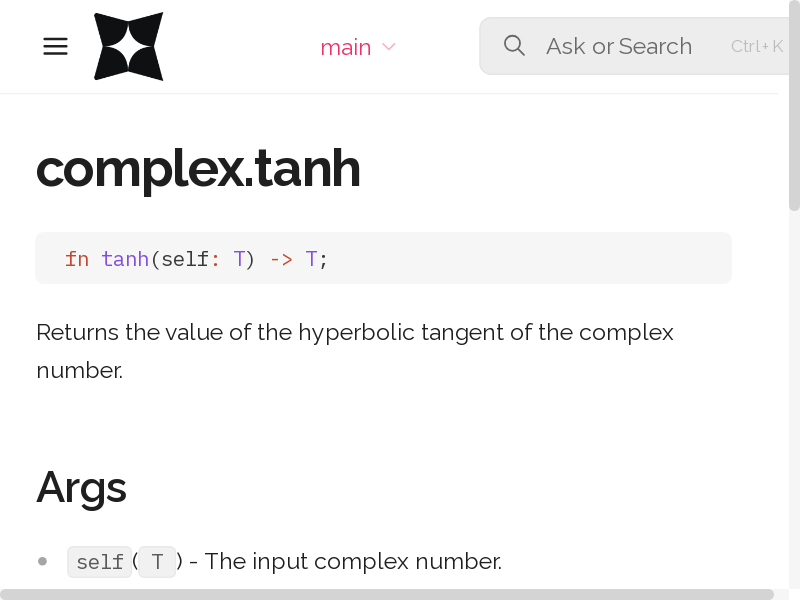 main
Ask or Search
Ctrl+K
complex.tanh
fn tanh(self: T) -> T;
Returns the value of the hyperbolic tangent of the complex
number.
Args
self(T) - The input complex number.